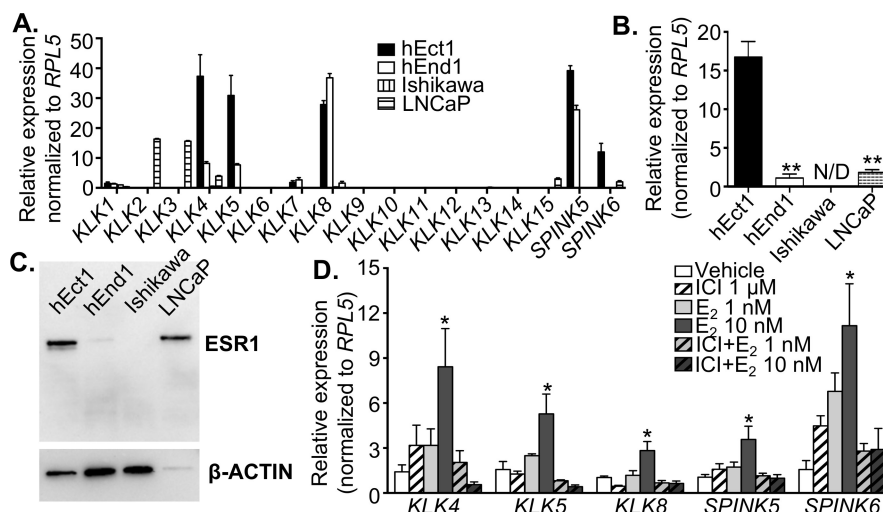 A.
Relative expression
normalized to RPL5
50
40
30
20
10
0
hEct1
hEnd1
Ishikawa
LNCaP
KLK1
KLK2
KLK3
KLK4
KLK5
KLK6
KLK7
KLK8
KLK9
KLK10
KLK11
KLK12
KLK13
KLK14
KLK15
SPINK5
SPINK6
B.
Relative expression
(normalized to RPL5)
20
15
10
5
0
**
N/D
**
hEct1
hEnd1
Ishikawa
LNCaP
C.
hEct1
hEnd1
Ishikawa
LNCaP
ESR1
β-ACTIN
D.
Relative expression
(normalized to RPL5)
15
12
9
6
3
0
Vehicle
ICI 1 µM
E₂ 1 nM
E₂ 10 nM
ICI+E₂ 1 nM
ICI+E₂ 10 nM
*
*
*
*
*
KLK4
KLK5
KLK8
SPINK5
SPINK6